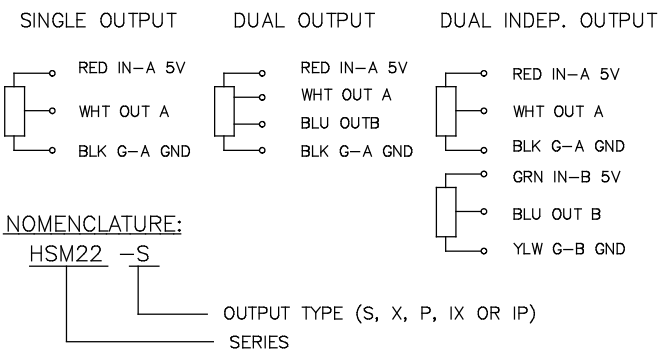 SINGLE OUTPUT
RED IN-A 5V
WHT OUT A
BLK G-A GND
DUAL OUTPUT
RED IN-A 5V
WHT OUT A
BLU OUTB
BLK G-A GND
DUAL INDEP. OUTPUT
RED IN-A 5V
WHT OUT A
BLK G-A GND
GRN IN-B 5V
BLU OUT B
YLW G-B GND
NOMENCLATURE:
HSM22 -S
OUTPUT TYPE (S, X, P, IX OR IP)
SERIES